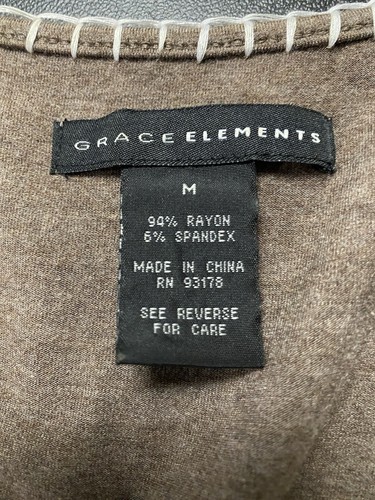 GRACE ELEMENTS
M
94% RAYON
6% SPANDEX
MADE IN CHINA
RN 93178
SEE REVERSE
FOR CARE